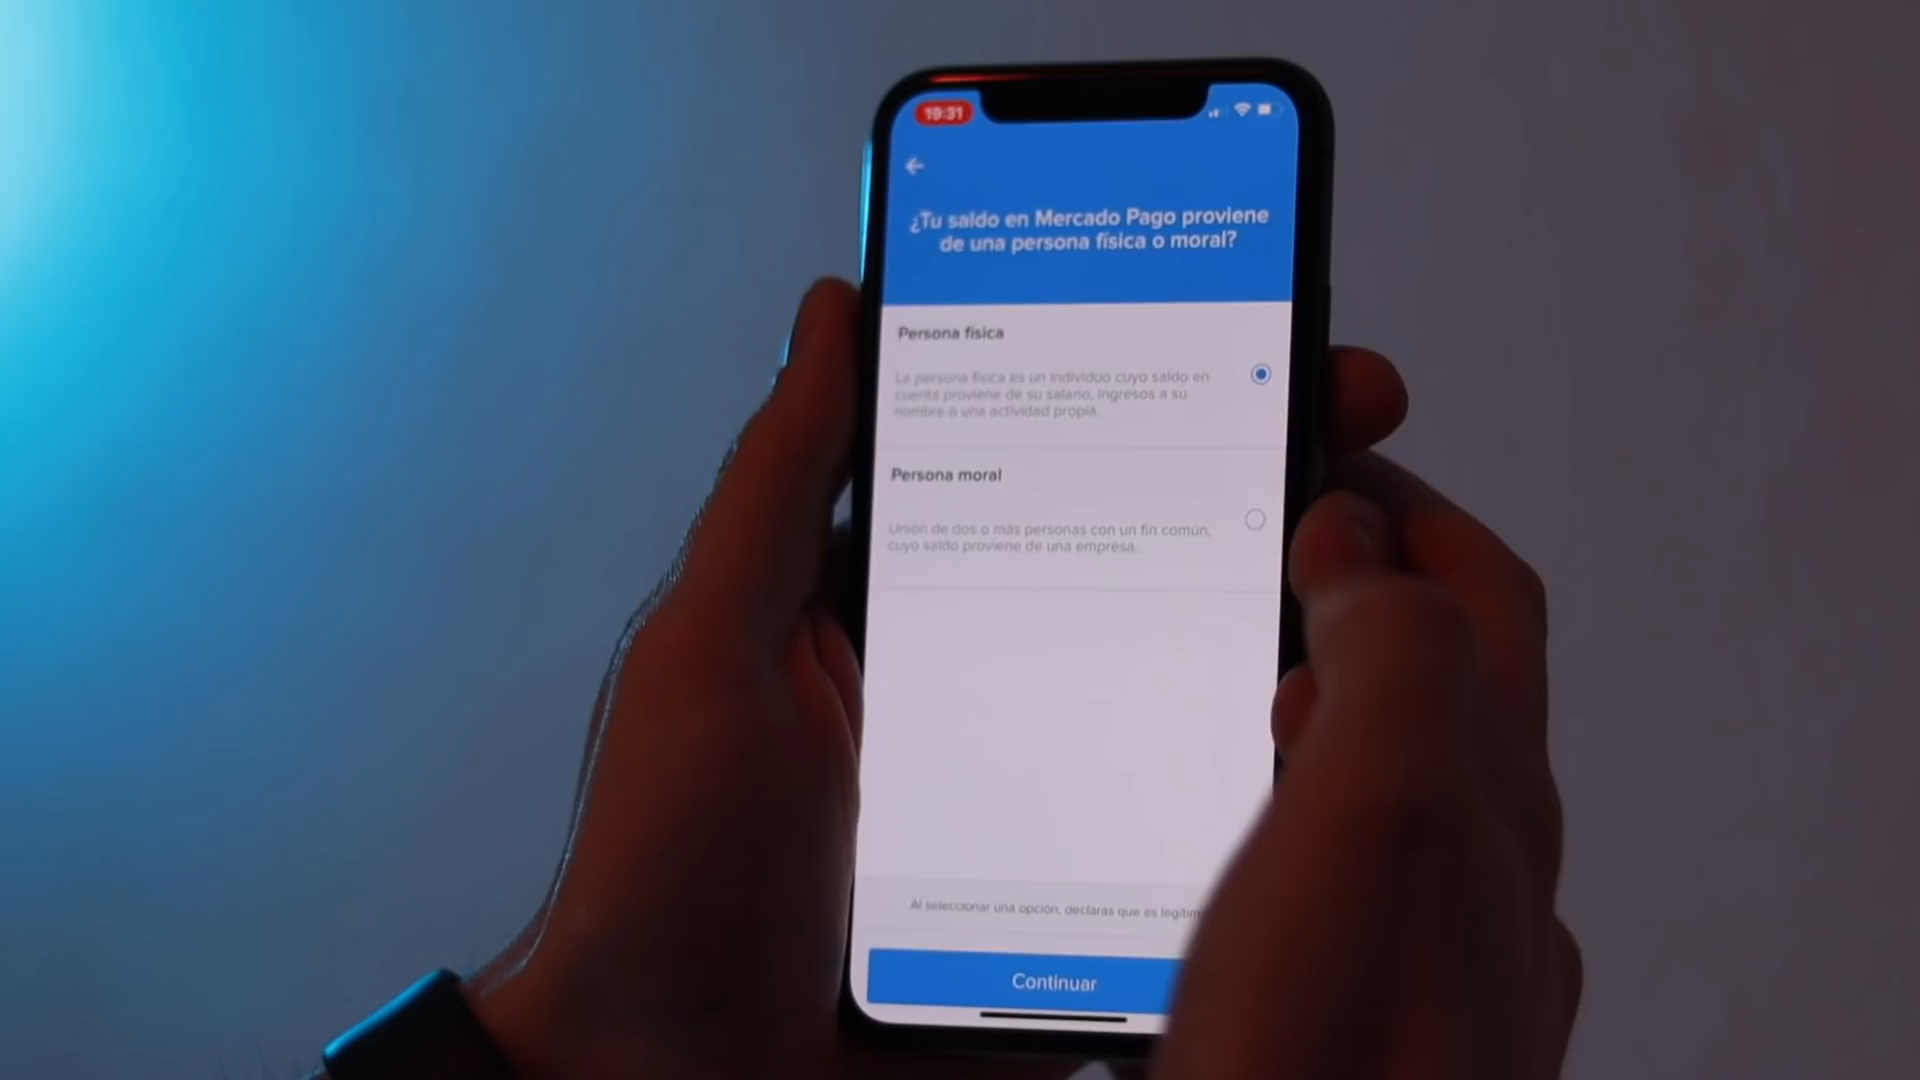 19:31
¿Tu saldo en Mercado Pago proviene
de una persona física o moral?
Persona física
La persona física es un individuo cuyo saldo en
cuenta proviene de su salario, ingresos a su
nombre o una actividad propia.
Persona moral
Unión de dos o más personas con un fin común,
cuyo saldo proviene de una empresa.
Al seleccionar una opción, declaras que es legítim
Continuar